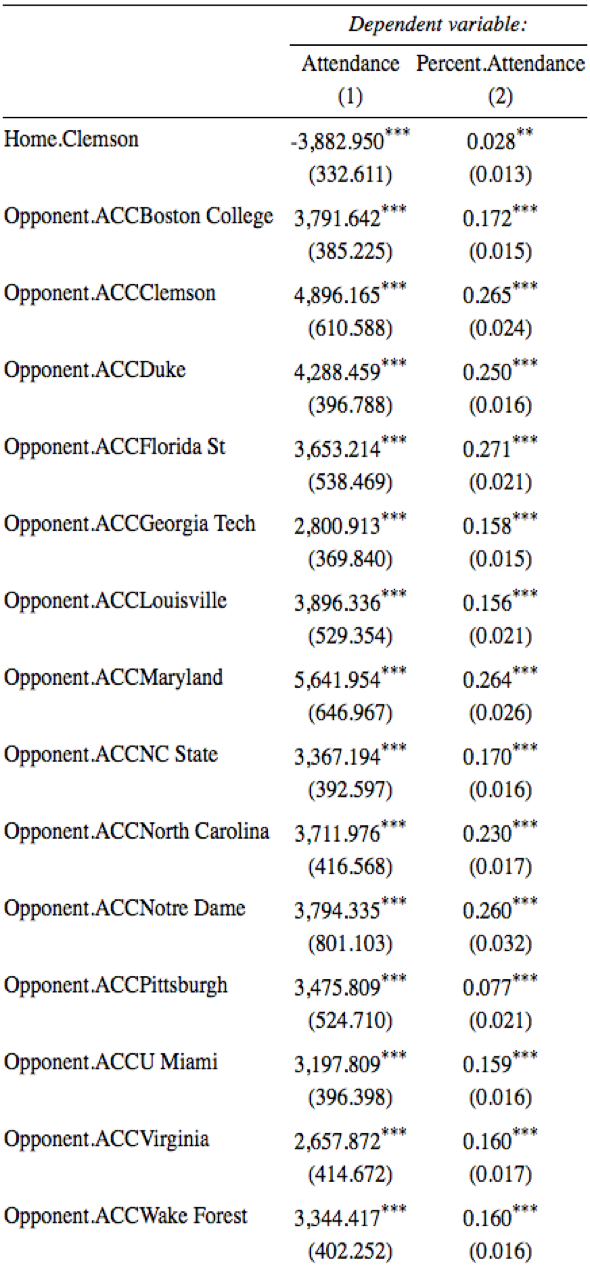 Dependent variable:
Attendance Percent.Attendance
(1) (2)
Home.Clemson -3,882.950*** 0.028**
(332.611) (0.013)
Opponent.ACCBoston College 3,791.642*** 0.172***
(385.225) (0.015)
Opponent.ACCClemson 4,896.165*** 0.265***
(610.588) (0.024)
Opponent.ACCDuke 4,288.459*** 0.250***
(396.788) (0.016)
Opponent.ACCFlorida St 3,653.214*** 0.271***
(538.469) (0.021)
Opponent.ACCGeorgia Tech 2,800.913*** 0.158***
(369.840) (0.015)
Opponent.ACCLouisville 3,896.336*** 0.156***
(529.354) (0.021)
Opponent.ACCMaryland 5,641.954*** 0.264***
(646.967) (0.026)
Opponent.ACCNC State 3,367.194*** 0.170***
(392.597) (0.016)
Opponent.ACCNorth Carolina 3,711.976*** 0.230***
(416.568) (0.017)
Opponent.ACCNotre Dame 3,794.335*** 0.260***
(801.103) (0.032)
Opponent.ACCPittsburgh 3,475.809*** 0.077***
(524.710) (0.021)
Opponent.ACCU Miami 3,197.809*** 0.159***
(396.398) (0.016)
Opponent.ACCVirginia 2,657.872*** 0.160***
(414.672) (0.017)
Opponent.ACCWake Forest 3,344.417*** 0.160***
(402.252) (0.016)